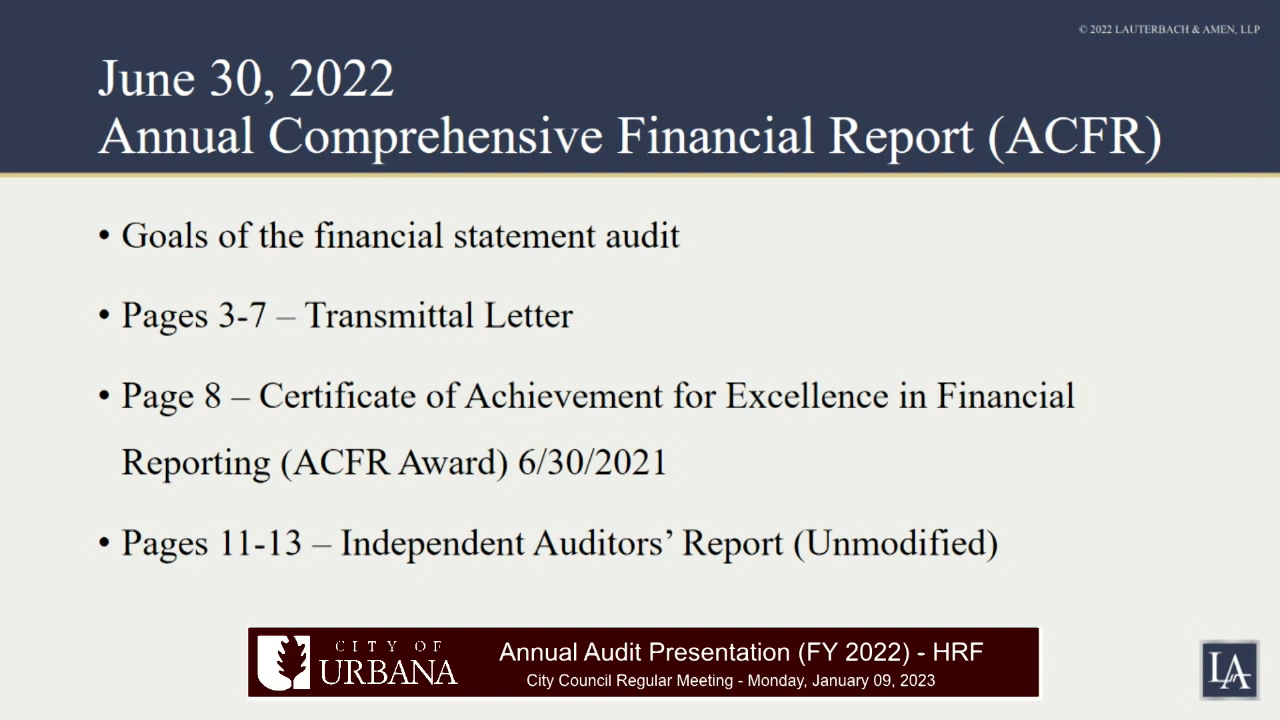 © 2022 LAUTERBACH & AMEN, LLP
June 30, 2022
Annual Comprehensive Financial Report (ACFR)
• Goals of the financial statement audit
• Pages 3-7 – Transmittal Letter
• Page 8 – Certificate of Achievement for Excellence in Financial
Reporting (ACFR Award) 6/30/2021
• Pages 11-13 – Independent Auditors’ Report (Unmodified)
CITY OF
URBANA
Annual Audit Presentation (FY 2022) - HRF
City Council Regular Meeting - Monday, January 09, 2023
LA